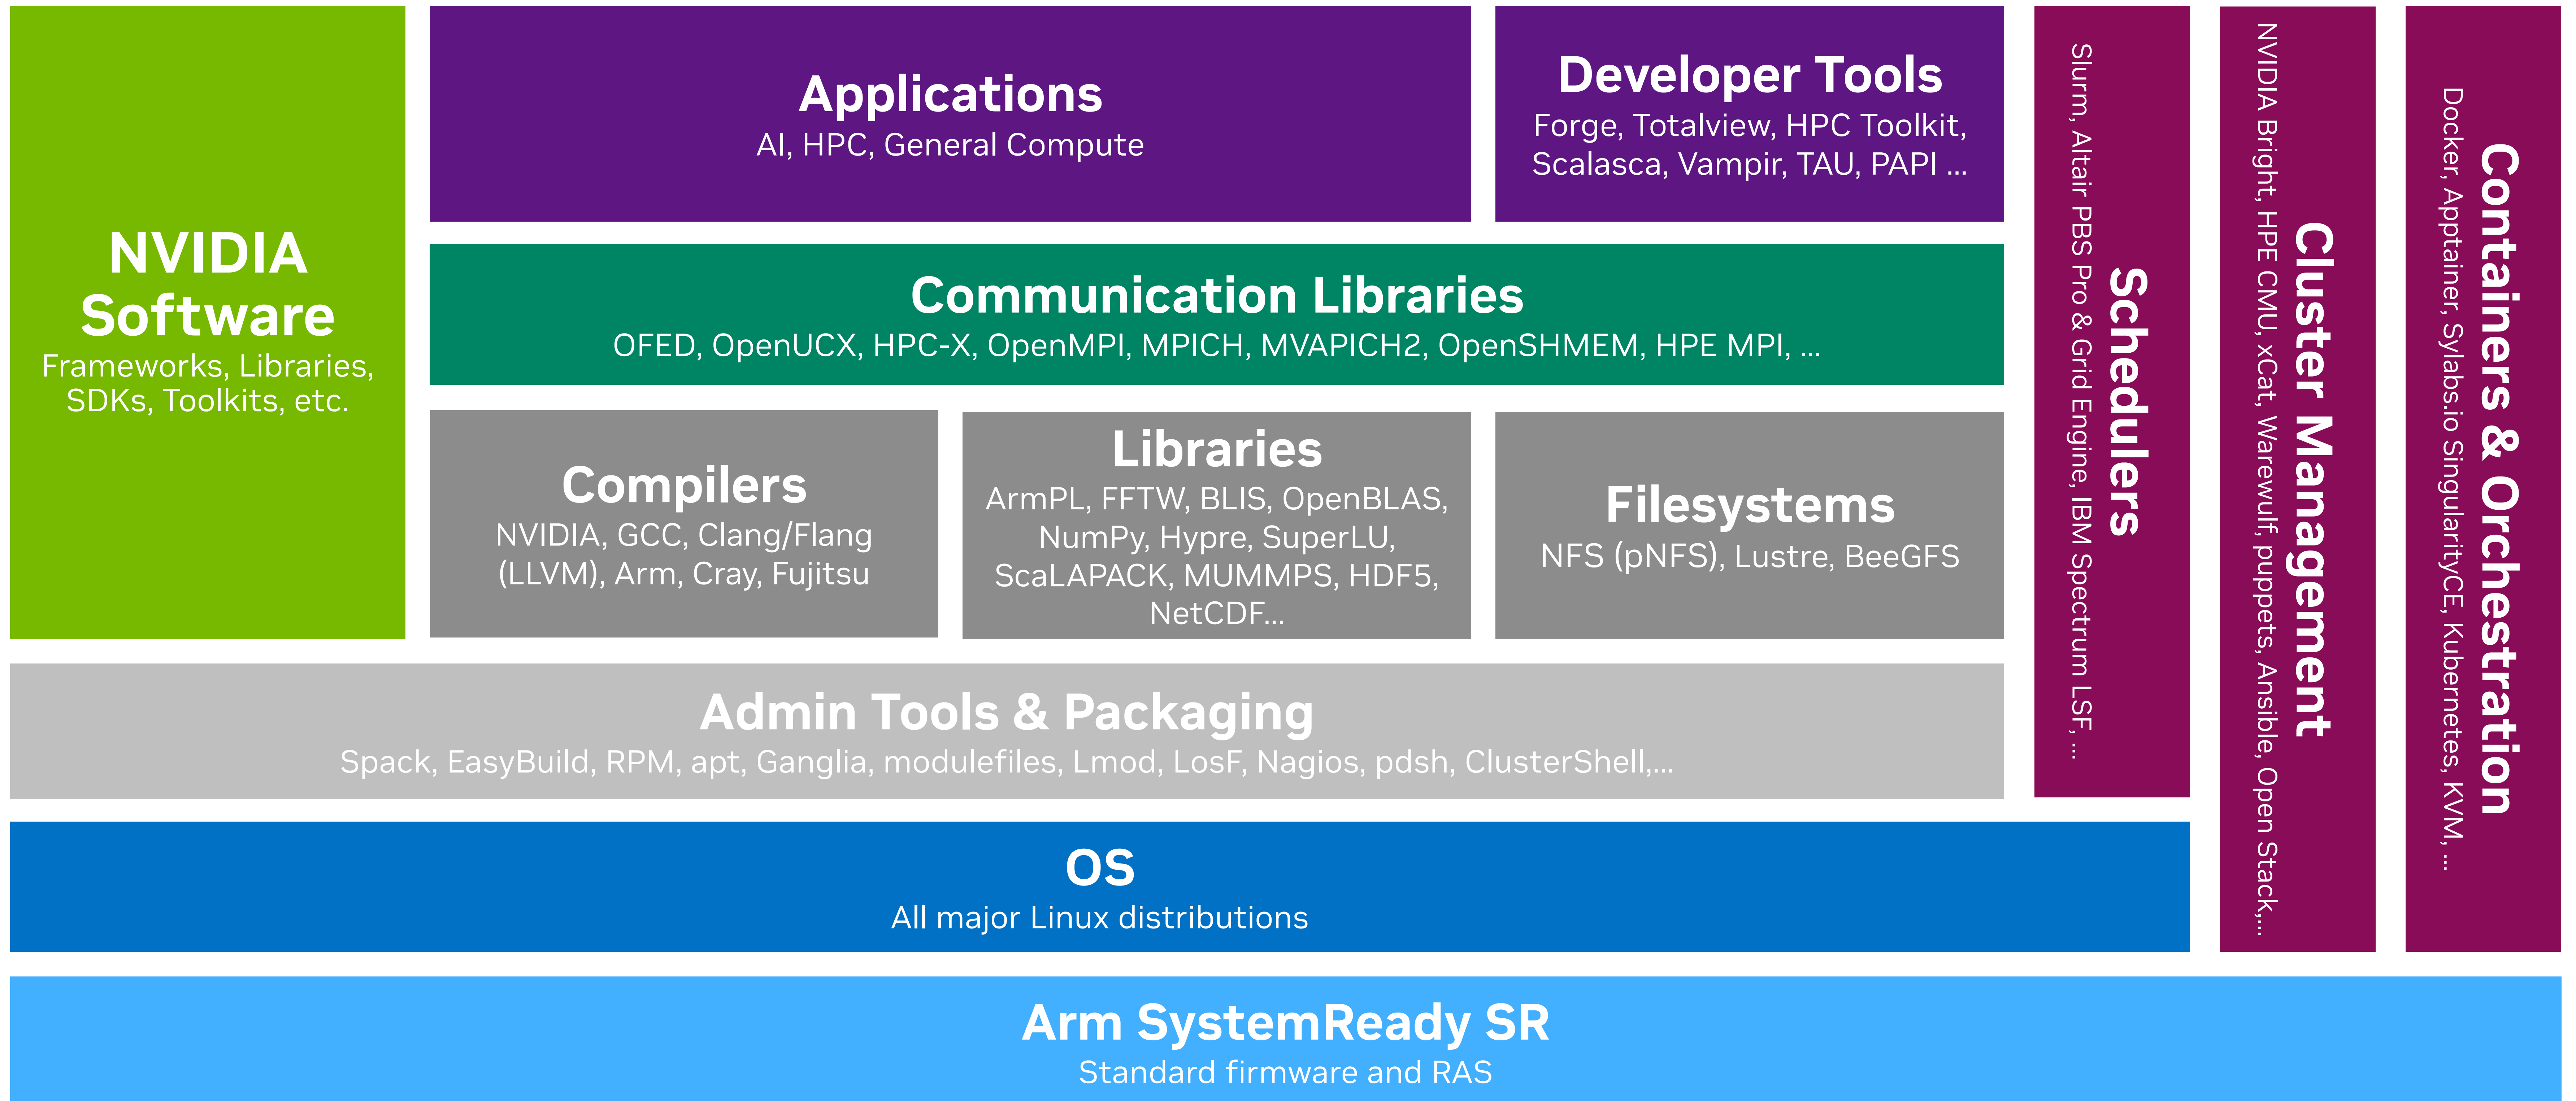 NVIDIA
Software
Frameworks, Libraries,
SDKs, Toolkits, etc.
Applications
AI, HPC, General Compute
Developer Tools
Forge, Totalview, HPC Toolkit,
Scalasca, Vampir, TAU, PAPI ...
Communication Libraries
OFED, OpenUCX, HPC-X, OpenMPI, MPICH, MVAPICH2, OpenSHMEM, HPE MPI, ...
Compilers
NVIDIA, GCC, Clang/Flang
(LLVM), Arm, Cray, Fujitsu
Libraries
ArmPL, FFTW, BLIS, OpenBLAS,
NumPy, Hypre, SuperLU,
ScaLAPACK, MUMMPS, HDF5,
NetCDF...
Filesystems
NFS (pNFS), Lustre, BeeGFS
Admin Tools & Packaging
Spack, EasyBuild, RPM, apt, Ganglia, modulefiles, Lmod, LosF, Nagios, pdsh, ClusterShell,...
OS
All major Linux distributions
Arm SystemReady SR
Standard firmware and RAS
Schedulers
Slurm, Altair PBS Pro & Grid Engine, IBM Spectrum LSF, ...
Cluster Management
NVIDIA Bright, HPE CMU, xCat, Warewulf, puppets, Ansible, Open Stack,...
Containers & Orchestration
Docker, Apptainer, Sylabs.io SingularityCE, Kubernetes, KVM, ...